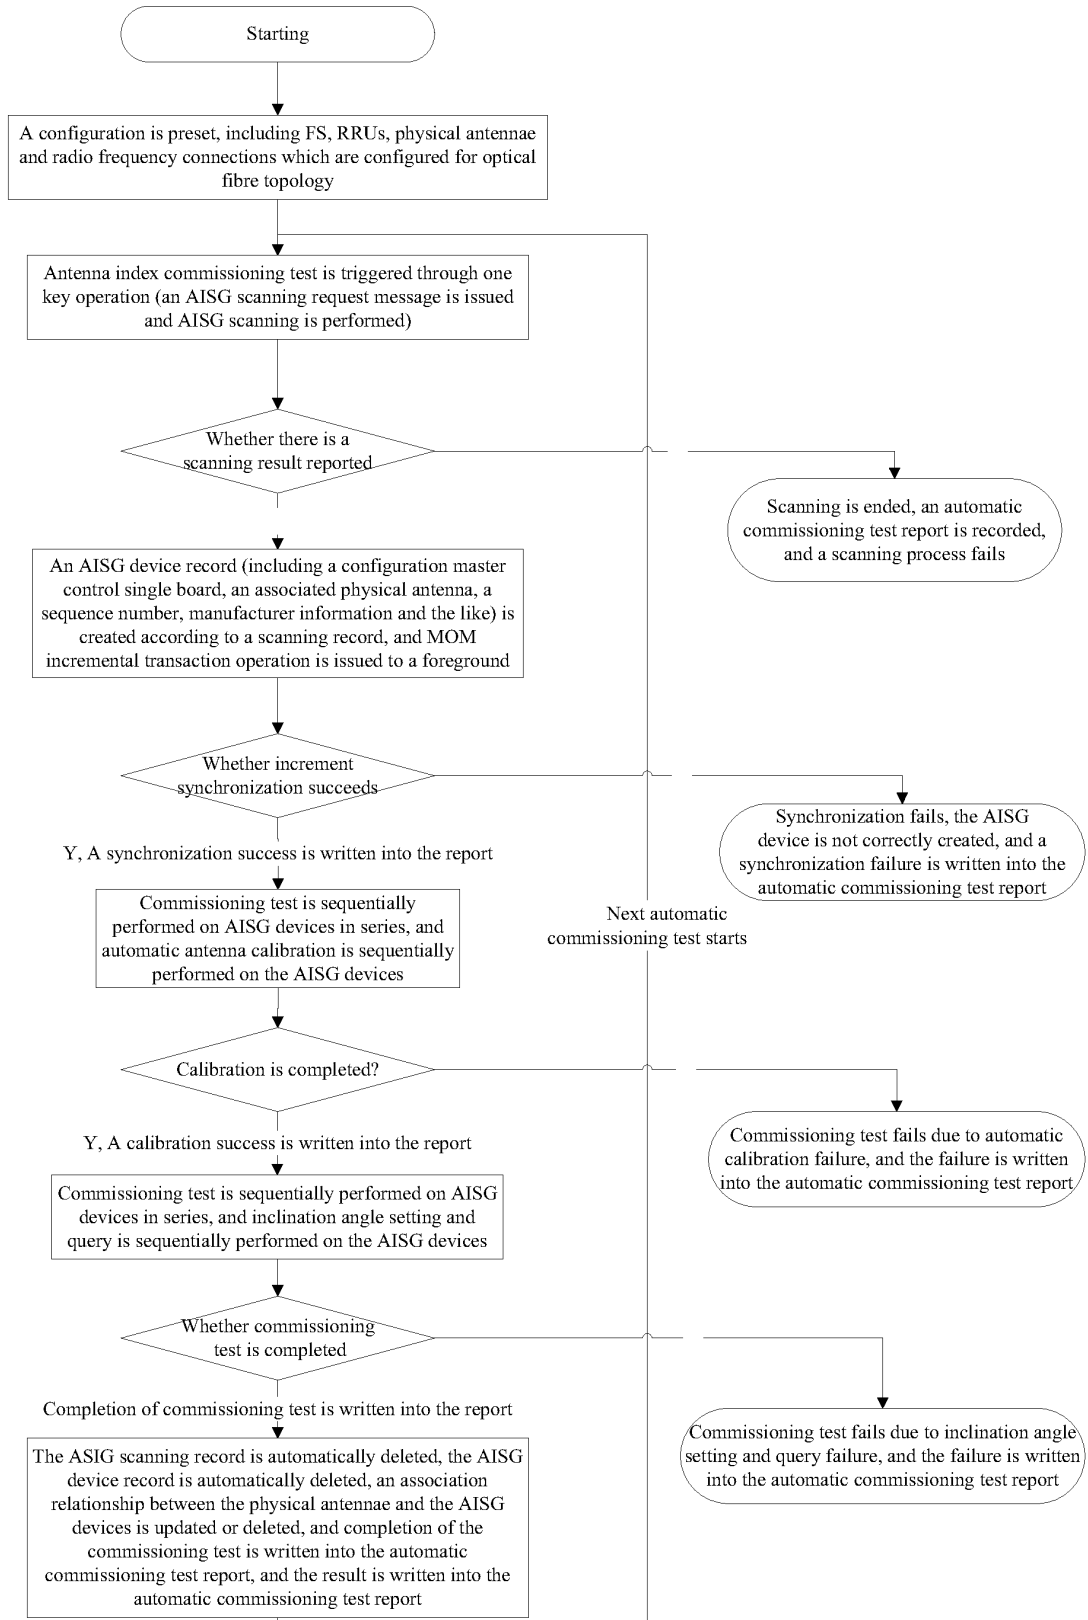 Starting
A configuration is preset, including FS, RRUs, physical antennae
and radio frequency connections which are configured for optical
fibre topology
Antenna index commissioning test is triggered through one
key operation (an AISG scanning request message is issued
and AISG scanning is performed)
Whether there is a
scanning result reported
Scanning is ended, an automatic
commissioning test report is recorded,
and a scanning process fails
An AISG device record (including a configuration master
control single board, an associated physical antenna, a
sequence number, manufacturer information and the like) is
created according to a scanning record, and MOM
incremental transaction operation is issued to a foreground
Whether increment
synchronization succeeds
Synchronization fails, the AISG
device is not correctly created, and a
synchronization failure is written into the
automatic commissioning test report
Y, A synchronization success is written into the report
Commissioning test is sequentially
performed on AISG devices in series, and
automatic antenna calibration is sequentially
performed on the AISG devices
Next automatic
commissioning test starts
Calibration is completed?
Commissioning test fails due to automatic
calibration failure, and the failure is written
into the automatic commissioning test report
Y, A calibration success is written into the report
Commissioning test is sequentially performed on AISG
devices in series, and inclination angle setting and
query is sequentially performed on the AISG devices
Whether commissioning
test is completed
Commissioning test fails due to inclination angle
setting and query failure, and the failure is written
into the automatic commissioning test report
Completion of commissioning test is written into the report
The ASIG scanning record is automatically deleted, the AISG
device record is automatically deleted, an association
relationship between the physical antennae and the AISG
devices is updated or deleted, and completion of the
commissioning test is written into the automatic
commissioning test report, and the result is written into the
automatic commissioning test report